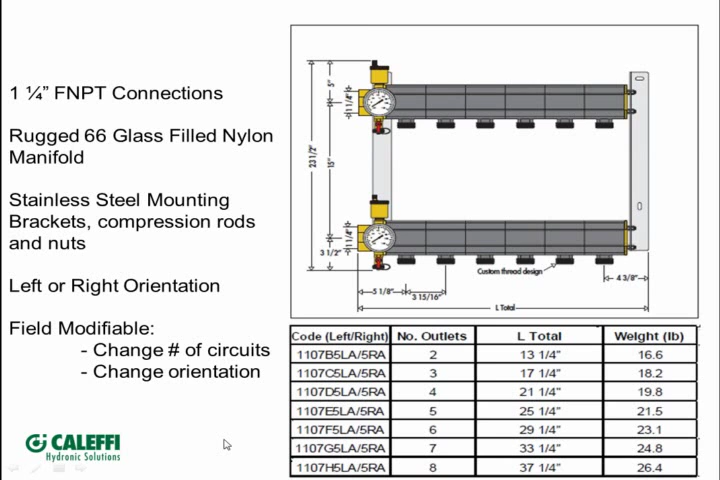 1 ¼” FNPT Connections
Rugged 66 Glass Filled Nylon
Manifold
Stainless Steel Mounting
Brackets, compression rods
and nuts
Left or Right Orientation
Field Modifiable:
- Change # of circuits
- Change orientation
CALEFFI
Hydronic Solutions
5"
1 1/4"
23 1/2"
15"
1 1/4"
3 1/2"
Custom thread design
5 1/8"
3 15/16"
4 3/8"
L Total
Code (Left/Right) No. Outlets L Total Weight (lb)
1107B5LA/5RA 2 13 1/4" 16.6
1107C5LA/5RA 3 17 1/4" 18.2
1107D5LA/5RA 4 21 1/4" 19.8
1107E5LA/5RA 5 25 1/4" 21.5
1107F5LA/5RA 6 29 1/4" 23.1
1107G5LA/5RA 7 33 1/4" 24.8
1107H5LA/5RA 8 37 1/4" 26.4